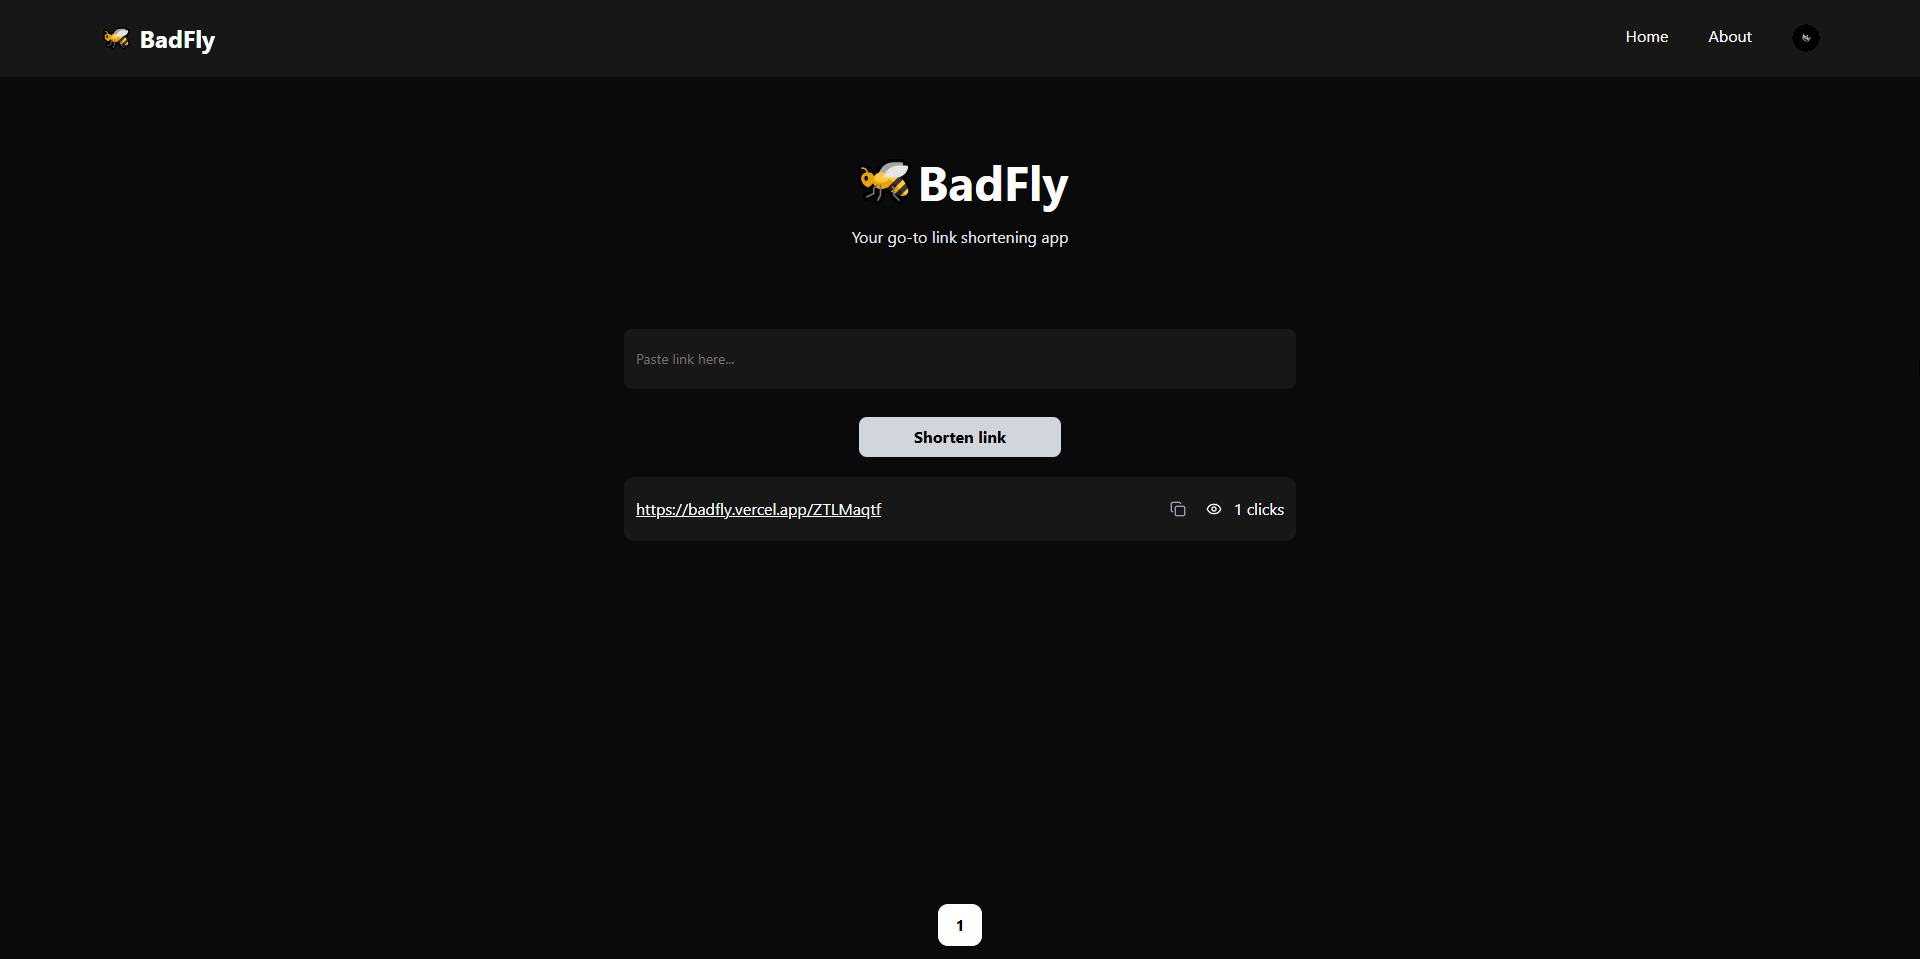 BadFly
Home
About
BadFly
Your go-to link shortening app
Paste link here...
Shorten link
https://badfly.vercel.app/ZTLMaqtf
1 clicks
1